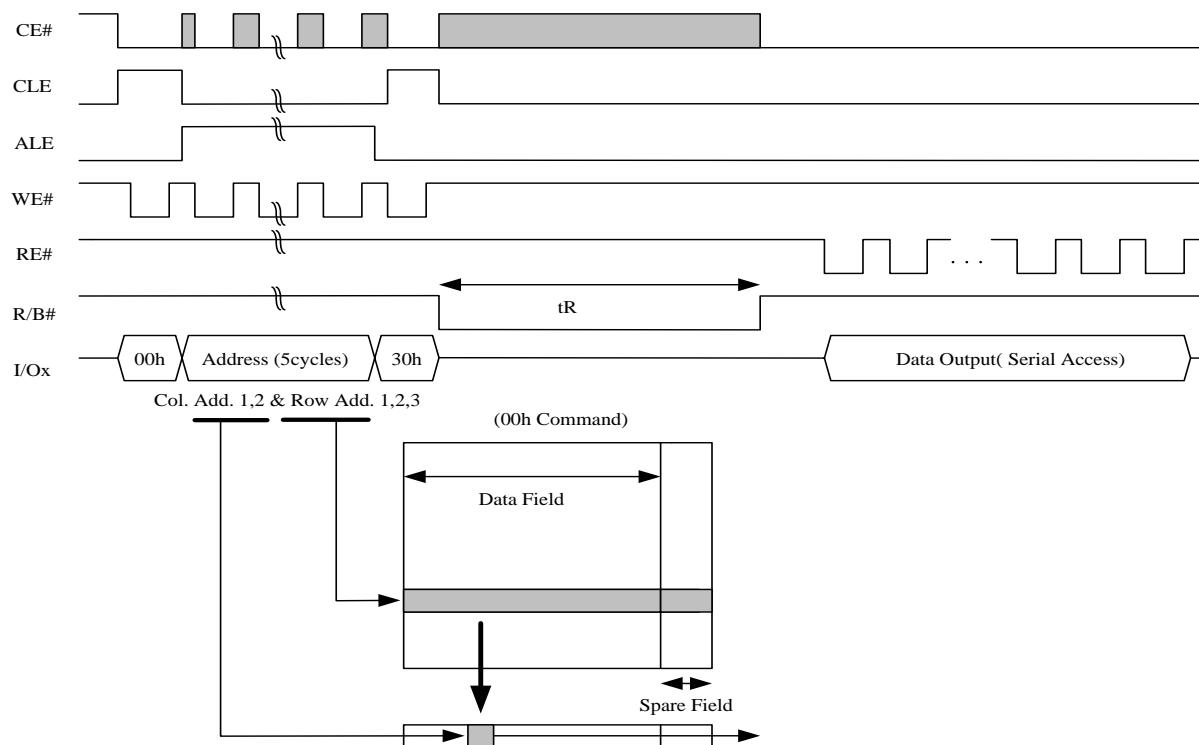 CE#
CLE
ALE
WE#
RE#
. . .
tR
R/B#
I/Ox
00h
Address (5cycles)
30h
Data Output( Serial Access)
Col. Add. 1,2 & Row Add. 1,2,3
(00h Command)
Data Field
Spare Field